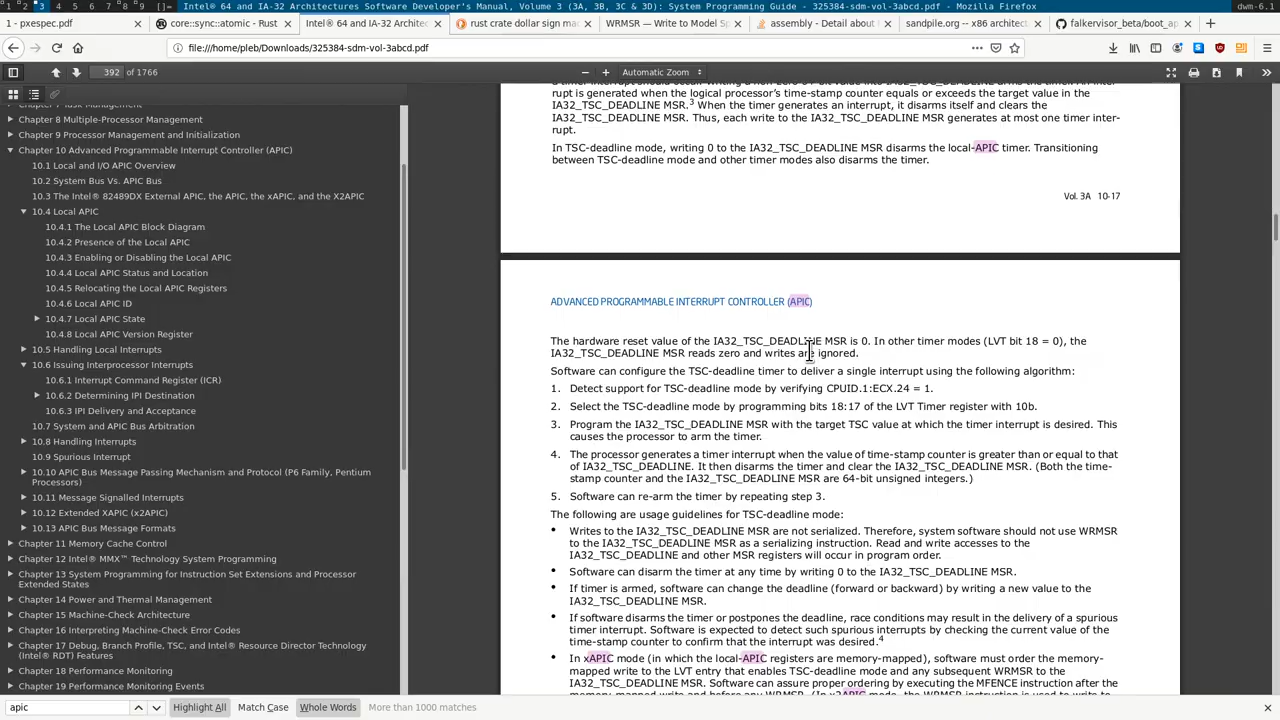 1 2 3 4 5 6 7 8 9 []= Intel® 64 and IA-32 Architectures Software Developer's Manual, Volume 3 (3A, 3B, 3C & 3D): System Programming Guide - 325384-sdm-vol-3abcd.pdf - Mozilla Firefox dwm-6.1
1 - pxespec.pdf
core::sync::atomic - Rust
Intel® 64 and IA-32 Architec
rust crate dollar sign mac
WRMSR — Write to Model Sp
assembly - Detail about
sandpile.org -- x86 architect
falkervisor_beta/boot_ap
file:///home/pleb/Downloads/325384-sdm-vol-3abcd.pdf
392 of 1766
Automatic Zoom
Chapter 7 Task Management
Chapter 8 Multiple-Processor Management
Chapter 9 Processor Management and Initialization
Chapter 10 Advanced Programmable Interrupt Controller (APIC)
10.1 Local and I/O APIC Overview
10.2 System Bus Vs. APIC Bus
10.3 The Intel® 82489DX External APIC, the APIC, the xAPIC, and the X2APIC
10.4 Local APIC
10.4.1 The Local APIC Block Diagram
10.4.2 Presence of the Local APIC
10.4.3 Enabling or Disabling the Local APIC
10.4.4 Local APIC Status and Location
10.4.5 Relocating the Local APIC Registers
10.4.6 Local APIC ID
10.4.7 Local APIC State
10.4.8 Local APIC Version Register
10.5 Handling Local Interrupts
10.6 Issuing Interprocessor Interrupts
10.6.1 Interrupt Command Register (ICR)
10.6.2 Determining IPI Destination
10.6.3 IPI Delivery and Acceptance
10.7 System and APIC Bus Arbitration
10.8 Handling Interrupts
10.9 Spurious Interrupt
10.10 APIC Bus Message Passing Mechanism and Protocol (P6 Family, Pentium
Processors)
10.11 Message Signalled Interrupts
10.12 Extended XAPIC (x2APIC)
10.13 APIC Bus Message Formats
Chapter 11 Memory Cache Control
Chapter 12 Intel® MMX™ Technology System Programming
Chapter 13 System Programming for Instruction Set Extensions and Processor
Extended States
Chapter 14 Power and Thermal Management
Chapter 15 Machine-Check Architecture
Chapter 16 Interpreting Machine-Check Error Codes
Chapter 17 Debug, Branch Profile, TSC, and Intel® Resource Director Technology
(Intel® RDT) Features
Chapter 18 Performance Monitoring
Chapter 19 Performance Monitoring Events
rupt is generated when the logical processor's time-stamp counter equals or exceeds the target value in the
IA32_TSC_DEADLINE MSR.3 When the timer generates an interrupt, it disarms itself and clears the
IA32_TSC_DEADLINE MSR. Thus, each write to the IA32_TSC_DEADLINE MSR generates at most one timer inter-
rupt.
In TSC-deadline mode, writing 0 to the IA32_TSC_DEADLINE MSR disarms the local-APIC timer. Transitioning
between TSC-deadline mode and other timer modes also disarms the timer.
Vol. 3A 10-17
ADVANCED PROGRAMMABLE INTERRUPT CONTROLLER (APIC)
The hardware reset value of the IA32_TSC_DEADLINE MSR is 0. In other timer modes (LVT bit 18 = 0), the
IA32_TSC_DEADLINE MSR reads zero and writes are ignored.
Software can configure the TSC-deadline timer to deliver a single interrupt using the following algorithm:
1. Detect support for TSC-deadline mode by verifying CPUID.1:ECX.24 = 1.
2. Select the TSC-deadline mode by programming bits 18:17 of the LVT Timer register with 10b.
3. Program the IA32_TSC_DEADLINE MSR with the target TSC value at which the timer interrupt is desired. This
causes the processor to arm the timer.
4. The processor generates a timer interrupt when the value of time-stamp counter is greater than or equal to that
of IA32_TSC_DEADLINE. It then disarms the timer and clear the IA32_TSC_DEADLINE MSR. (Both the time-
stamp counter and the IA32_TSC_DEADLINE MSR are 64-bit unsigned integers.)
5. Software can re-arm the timer by repeating step 3.
The following are usage guidelines for TSC-deadline mode:
• Writes to the IA32_TSC_DEADLINE MSR are not serialized. Therefore, system software should not use WRMSR
to the IA32_TSC_DEADLINE MSR as a serializing instruction. Read and write accesses to the
IA32_TSC_DEADLINE and other MSR registers will occur in program order.
• Software can disarm the timer at any time by writing 0 to the IA32_TSC_DEADLINE MSR.
• If timer is armed, software can change the deadline (forward or backward) by writing a new value to the
IA32_TSC_DEADLINE MSR.
• If software disarms the timer or postpones the deadline, race conditions may result in the delivery of a spurious
timer interrupt. Software is expected to detect such spurious interrupts by checking the current value of the
time-stamp counter to confirm that the interrupt was desired.4
• In xAPIC mode (in which the local-APIC registers are memory-mapped), software must order the memory-
mapped write to the LVT entry that enables TSC-deadline mode and any subsequent WRMSR to the
IA32_TSC_DEADLINE MSR. Software can assure proper ordering by executing the MFENCE instruction after the
memory-mapped write and before any WRMSR. (In x2APIC mode, the WRMSR instruction is used to write to
apic
Highlight All
Match Case
Whole Words
More than 1000 matches